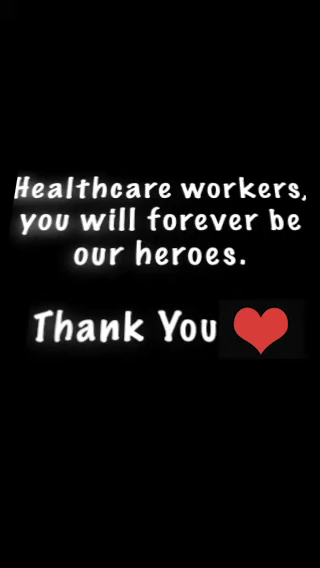 Healthcare workers,
you will forever be
our heroes.
Thank You